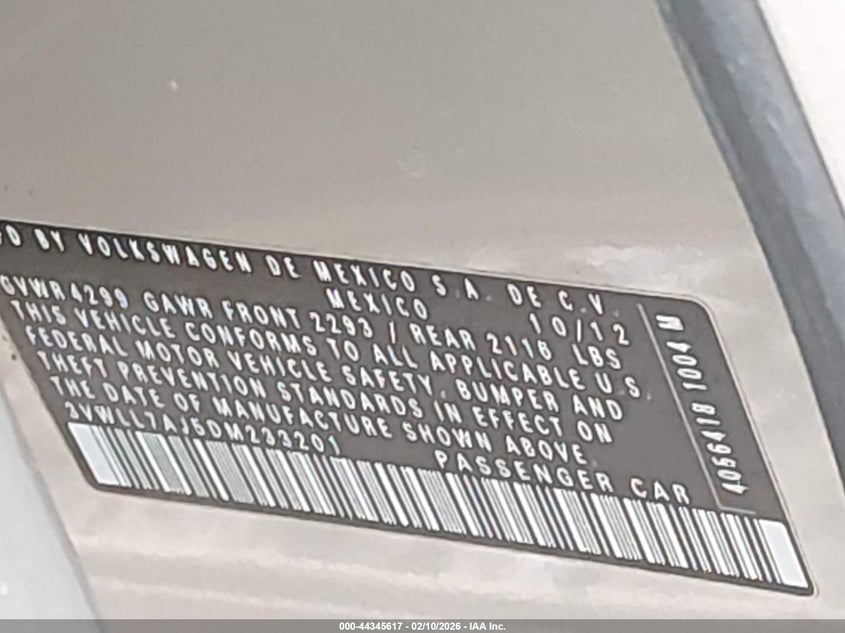 BY VOLKSWAGEN DE MEXICO S.A. DE C.V.
MEXICO 10/12
GVWR 4299 GAWR FRONT 2293 / REAR 2116 LBS
THIS VEHICLE CONFORMS TO ALL APPLICABLE U S
FEDERAL MOTOR VEHICLE SAFETY, BUMPER AND
THEFT PREVENTION STANDARDS IN EFFECT ON
THE DATE OF MANUFACTURE SHOWN ABOVE.
3VWLL7AJ5DM233201 PASSENGER CAR
4056418 1004 M
000-44345617 - 02/10/2026 - IAA Inc.